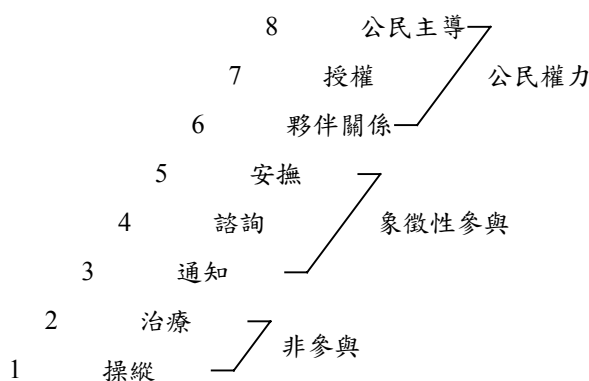 8 公民主導
7 授權 公民權力
6 夥伴關係
5 安撫
4 諮詢 象徵性參與
3 通知
2 治療
非參與
1 操縱